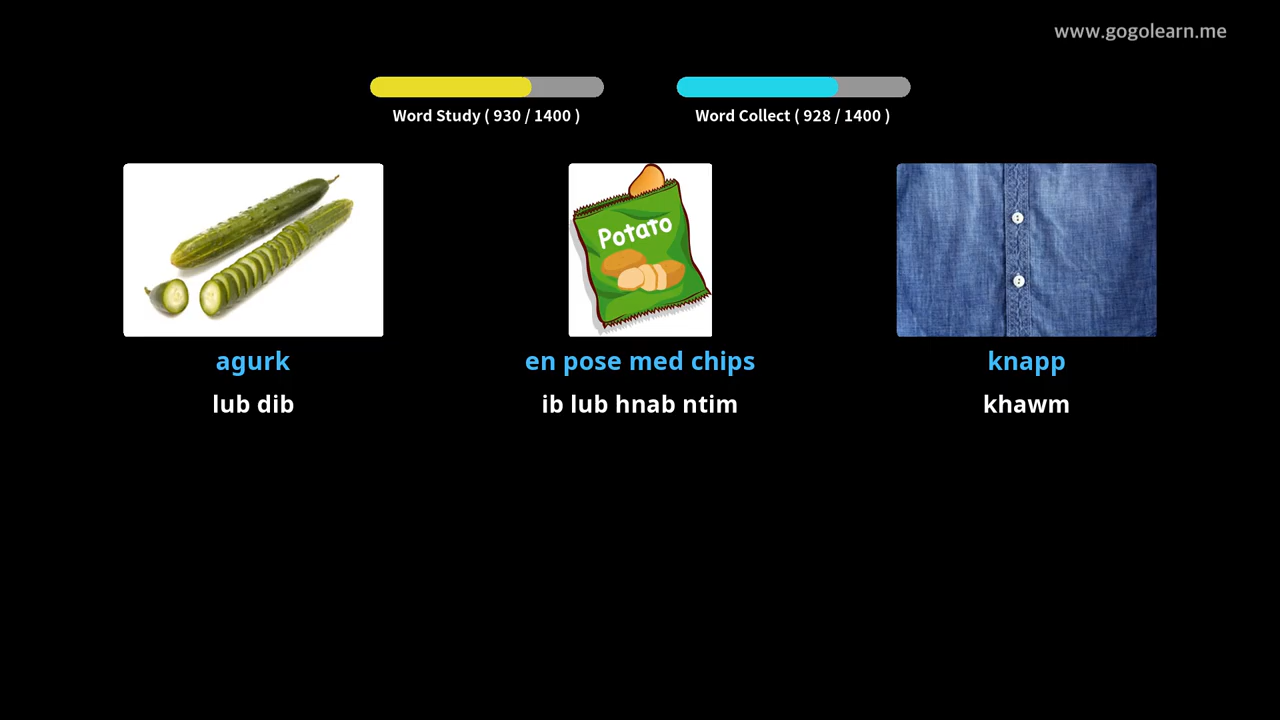 www.gogolearn.me
Word Study ( 930 / 1400 )
Word Collect ( 928 / 1400 )
Potato
agurk
en pose med chips
knapp
lub dib
ib lub hnab ntim
khawm